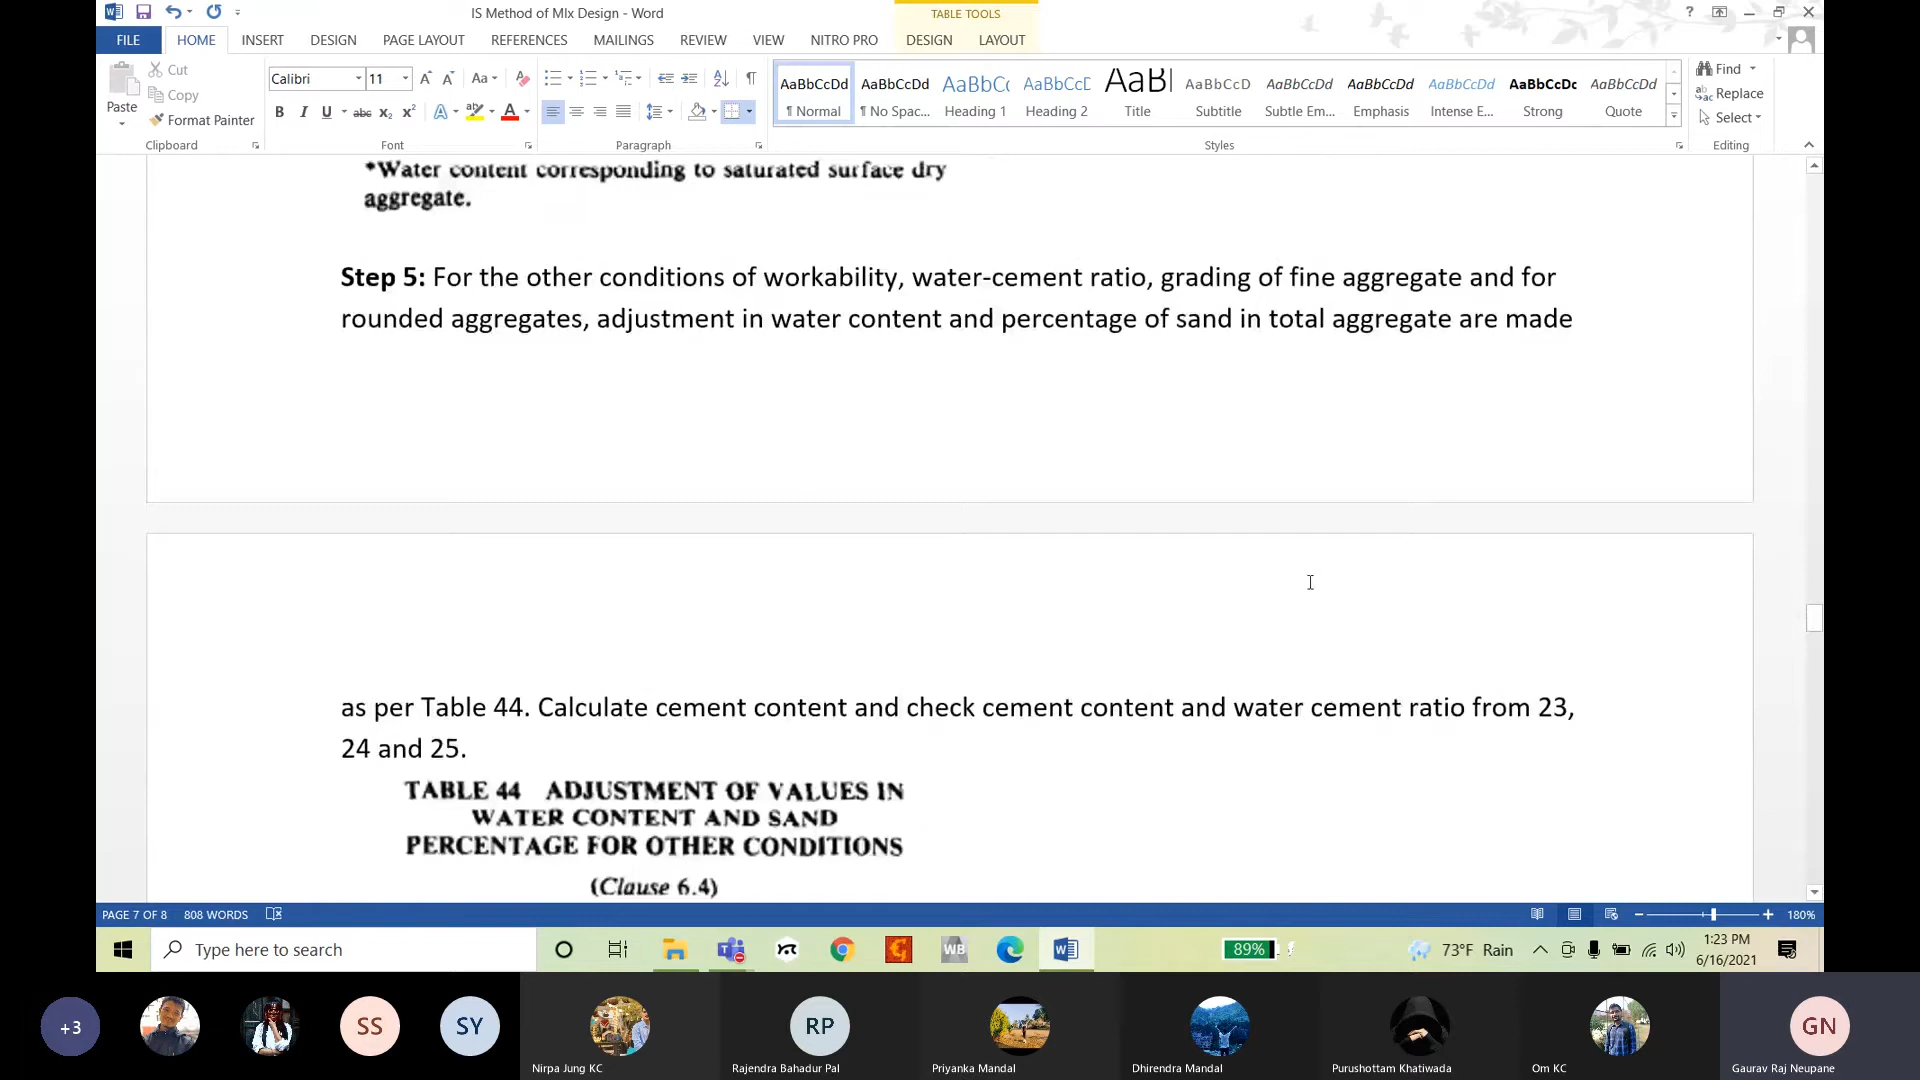 IS Method of MIx Design - Word
TABLE TOOLS
?
FILE
HOME
INSERT
DESIGN
PAGE LAYOUT
REFERENCES
MAILINGS
REVIEW
VIEW
NITRO PRO
DESIGN
LAYOUT
Paste
Cut
Copy
Format Painter
Clipboard
Calibri
11
Font
Paragraph
AaBbCcDd
¶ Normal
AaBbCcDd
¶ No Spac...
AaBbCc
Heading 1
AaBbCcD
Heading 2
AaBl
Title
AaBbCcD
Subtitle
AaBbCcDd
Subtle Em...
AaBbCcDd
Emphasis
AaBbCcDd
Intense E...
AaBbCcDc
Strong
AaBbCcDd
Quote
Styles
Find
Replace
Select
Editing
*Water content corresponding to saturated surface dry
aggregate.
Step 5: For the other conditions of workability, water-cement ratio, grading of fine aggregate and for
rounded aggregates, adjustment in water content and percentage of sand in total aggregate are made
as per Table 44. Calculate cement content and check cement content and water cement ratio from 23,
24 and 25.
TABLE 44 ADJUSTMENT OF VALUES IN
WATER CONTENT AND SAND
PERCENTAGE FOR OTHER CONDITIONS
(Clause 6.4)
PAGE 7 OF 8
808 WORDS
180%
Type here to search
WB
89%
73°F Rain
1:23 PM
6/16/2021
+3
SS
SY
Nirpa Jung KC
RP
Rajendra Bahadur Pal
Priyanka Mandal
Dhirendra Mandal
Purushottam Khatiwada
Om KC
GN
Gaurav Raj Neupane